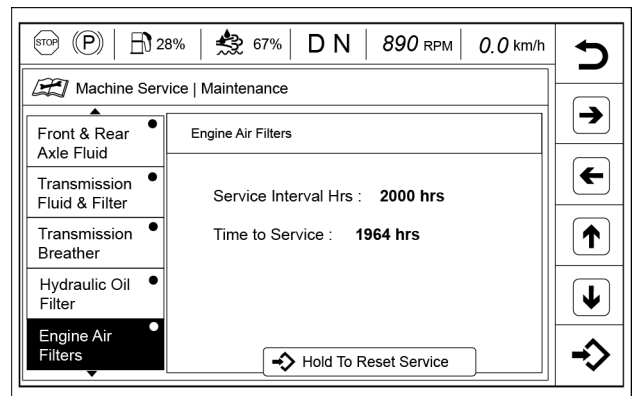 STOP (P) 28% 67% D N 890 RPM 0.0 km/h
Machine Service | Maintenance
Front & Rear
Axle Fluid
Transmission
Fluid & Filter
Transmission
Breather
Hydraulic Oil
Filter
Engine Air
Filters
Engine Air Filters
Service Interval Hrs : 2000 hrs
Time to Service : 1964 hrs
Hold To Reset Service